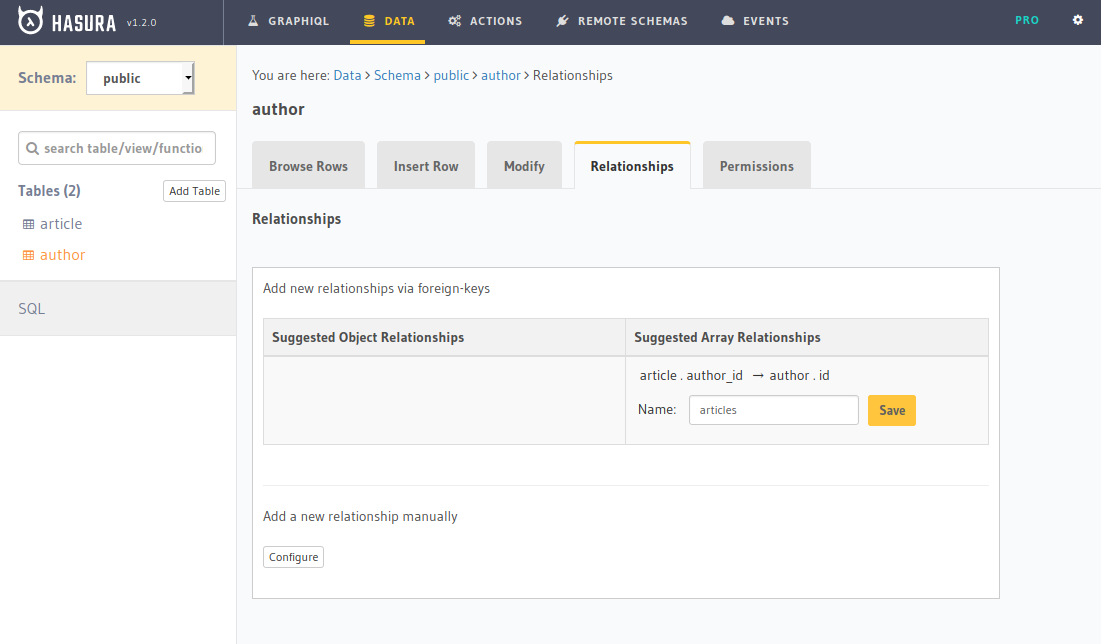 HASURA v1.2.0 GRAPHIQL DATA ACTIONS REMOTE SCHEMAS EVENTS PRO
Schema: public
search table/view/functio
Tables (2) Add Table
article
author
SQL
You are here: Data > Schema > public > author > Relationships
author
Browse Rows Insert Row Modify Relationships Permissions
Relationships
Add new relationships via foreign-keys
Suggested Object Relationships Suggested Array Relationships
article . author_id → author . id
Name: articles Save
Add a new relationship manually
Configure